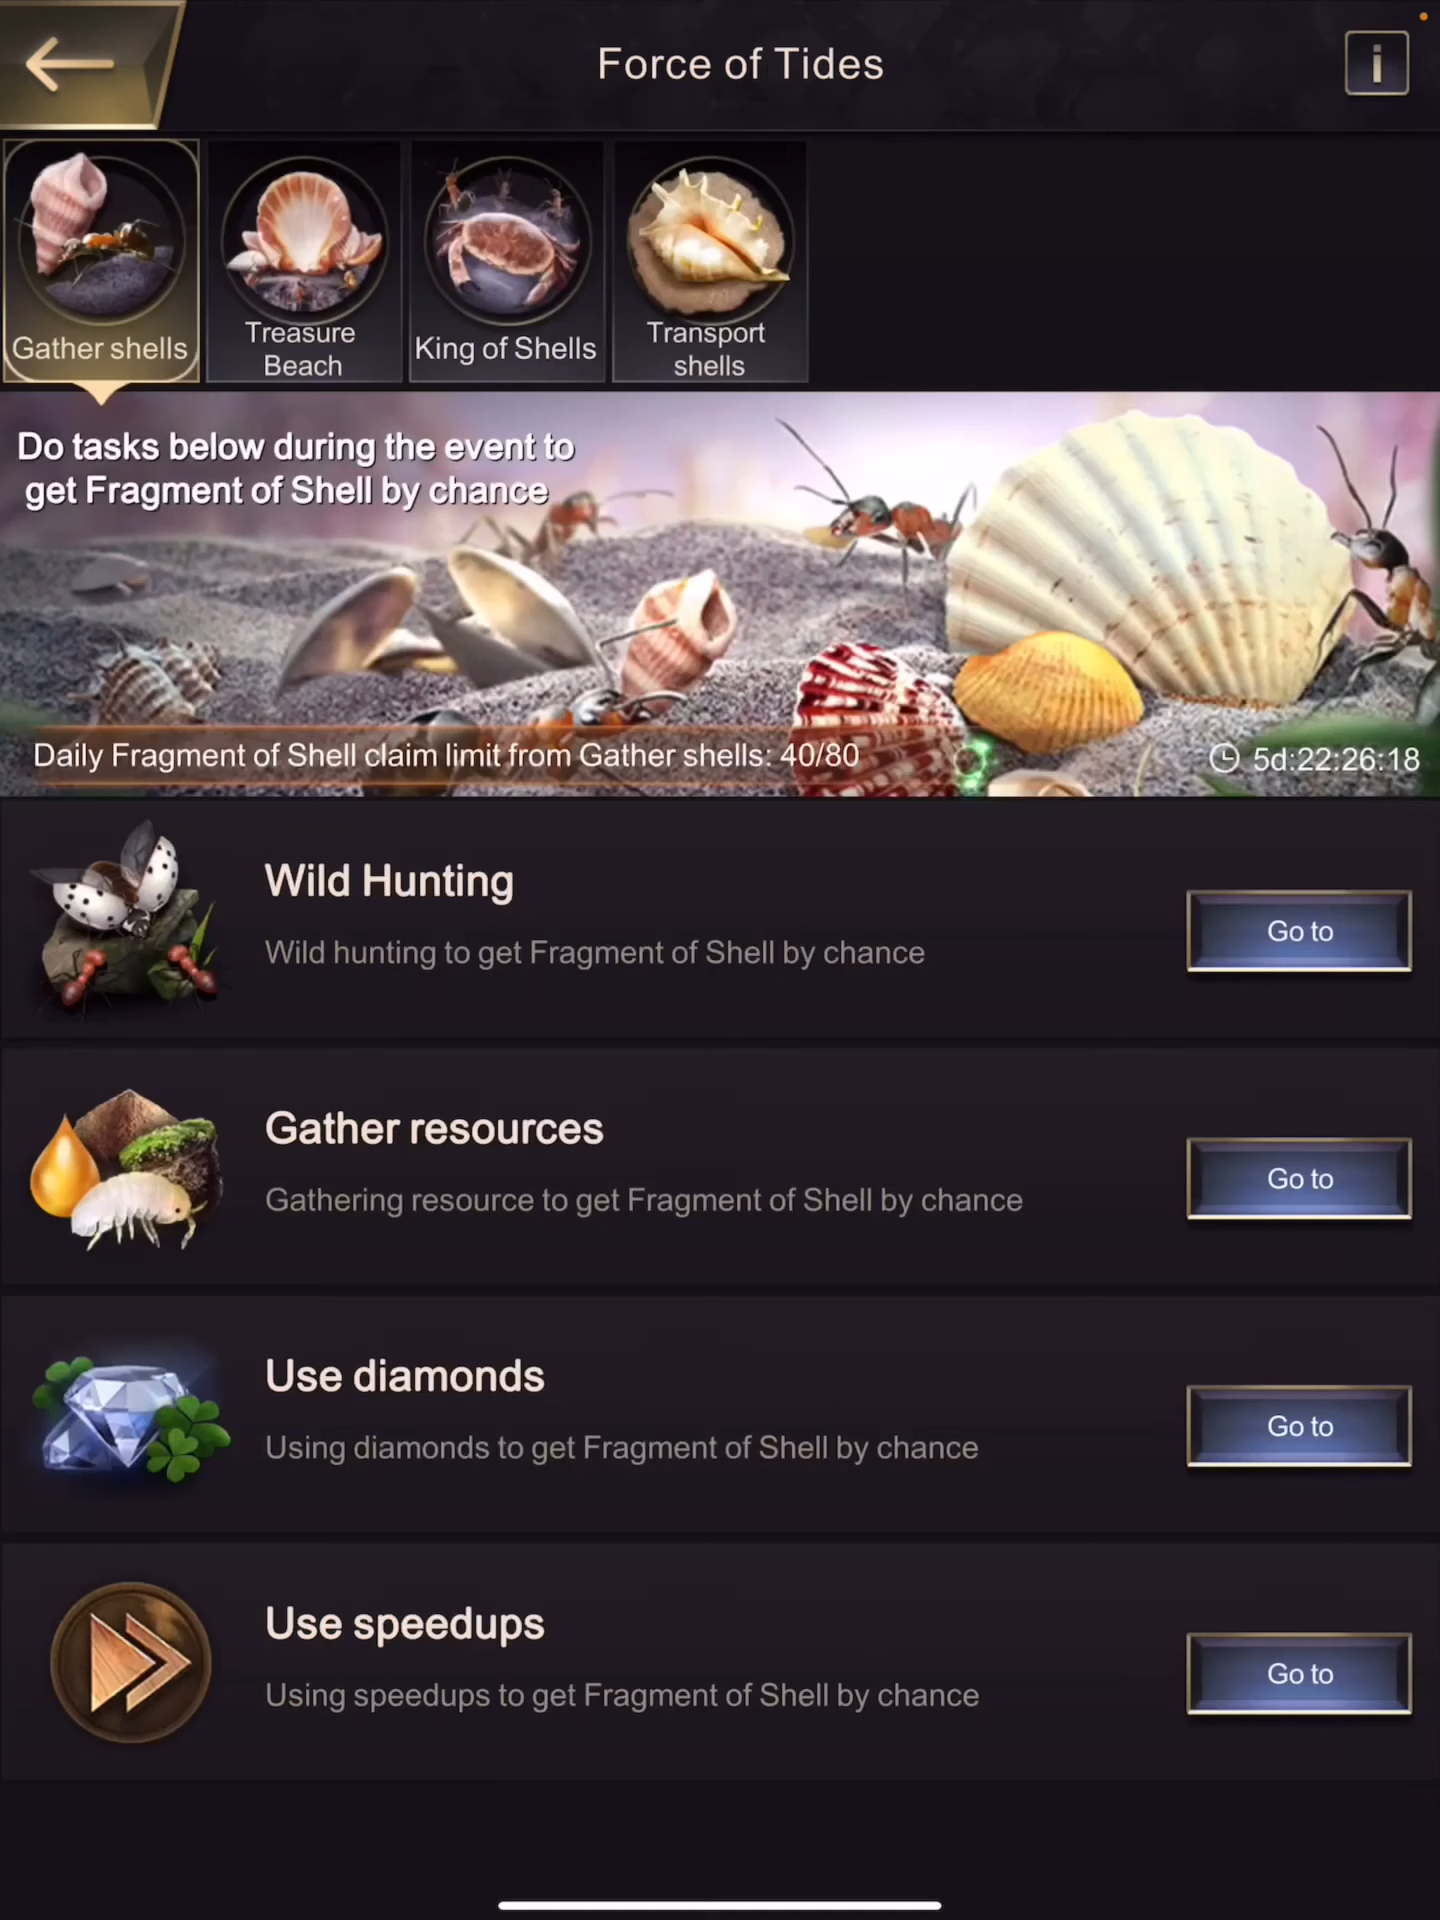 Force of Tides
i
Gather shells
Treasure
Beach
King of Shells
Transport
shells
Do tasks below during the event to
get Fragment of Shell by chance
Daily Fragment of Shell claim limit from Gather shells: 40/80
5d:22:26:18
Wild Hunting
Wild hunting to get Fragment of Shell by chance
Go to
Gather resources
Gathering resource to get Fragment of Shell by chance
Go to
Use diamonds
Using diamonds to get Fragment of Shell by chance
Go to
Use speedups
Using speedups to get Fragment of Shell by chance
Go to